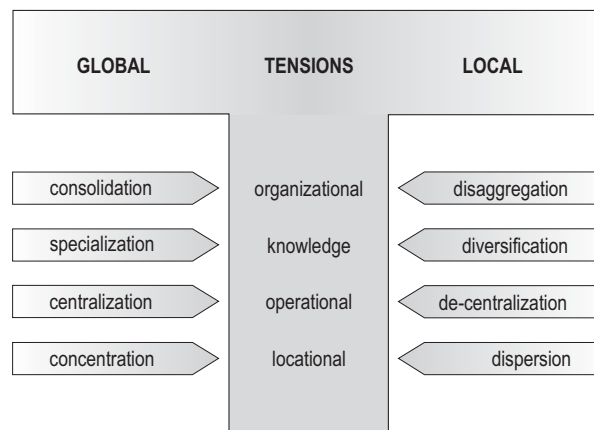 GLOBAL TENSIONS LOCAL
consolidation organizational disaggregation
specialization knowledge diversification
centralization operational de-centralization
concentration locational dispersion